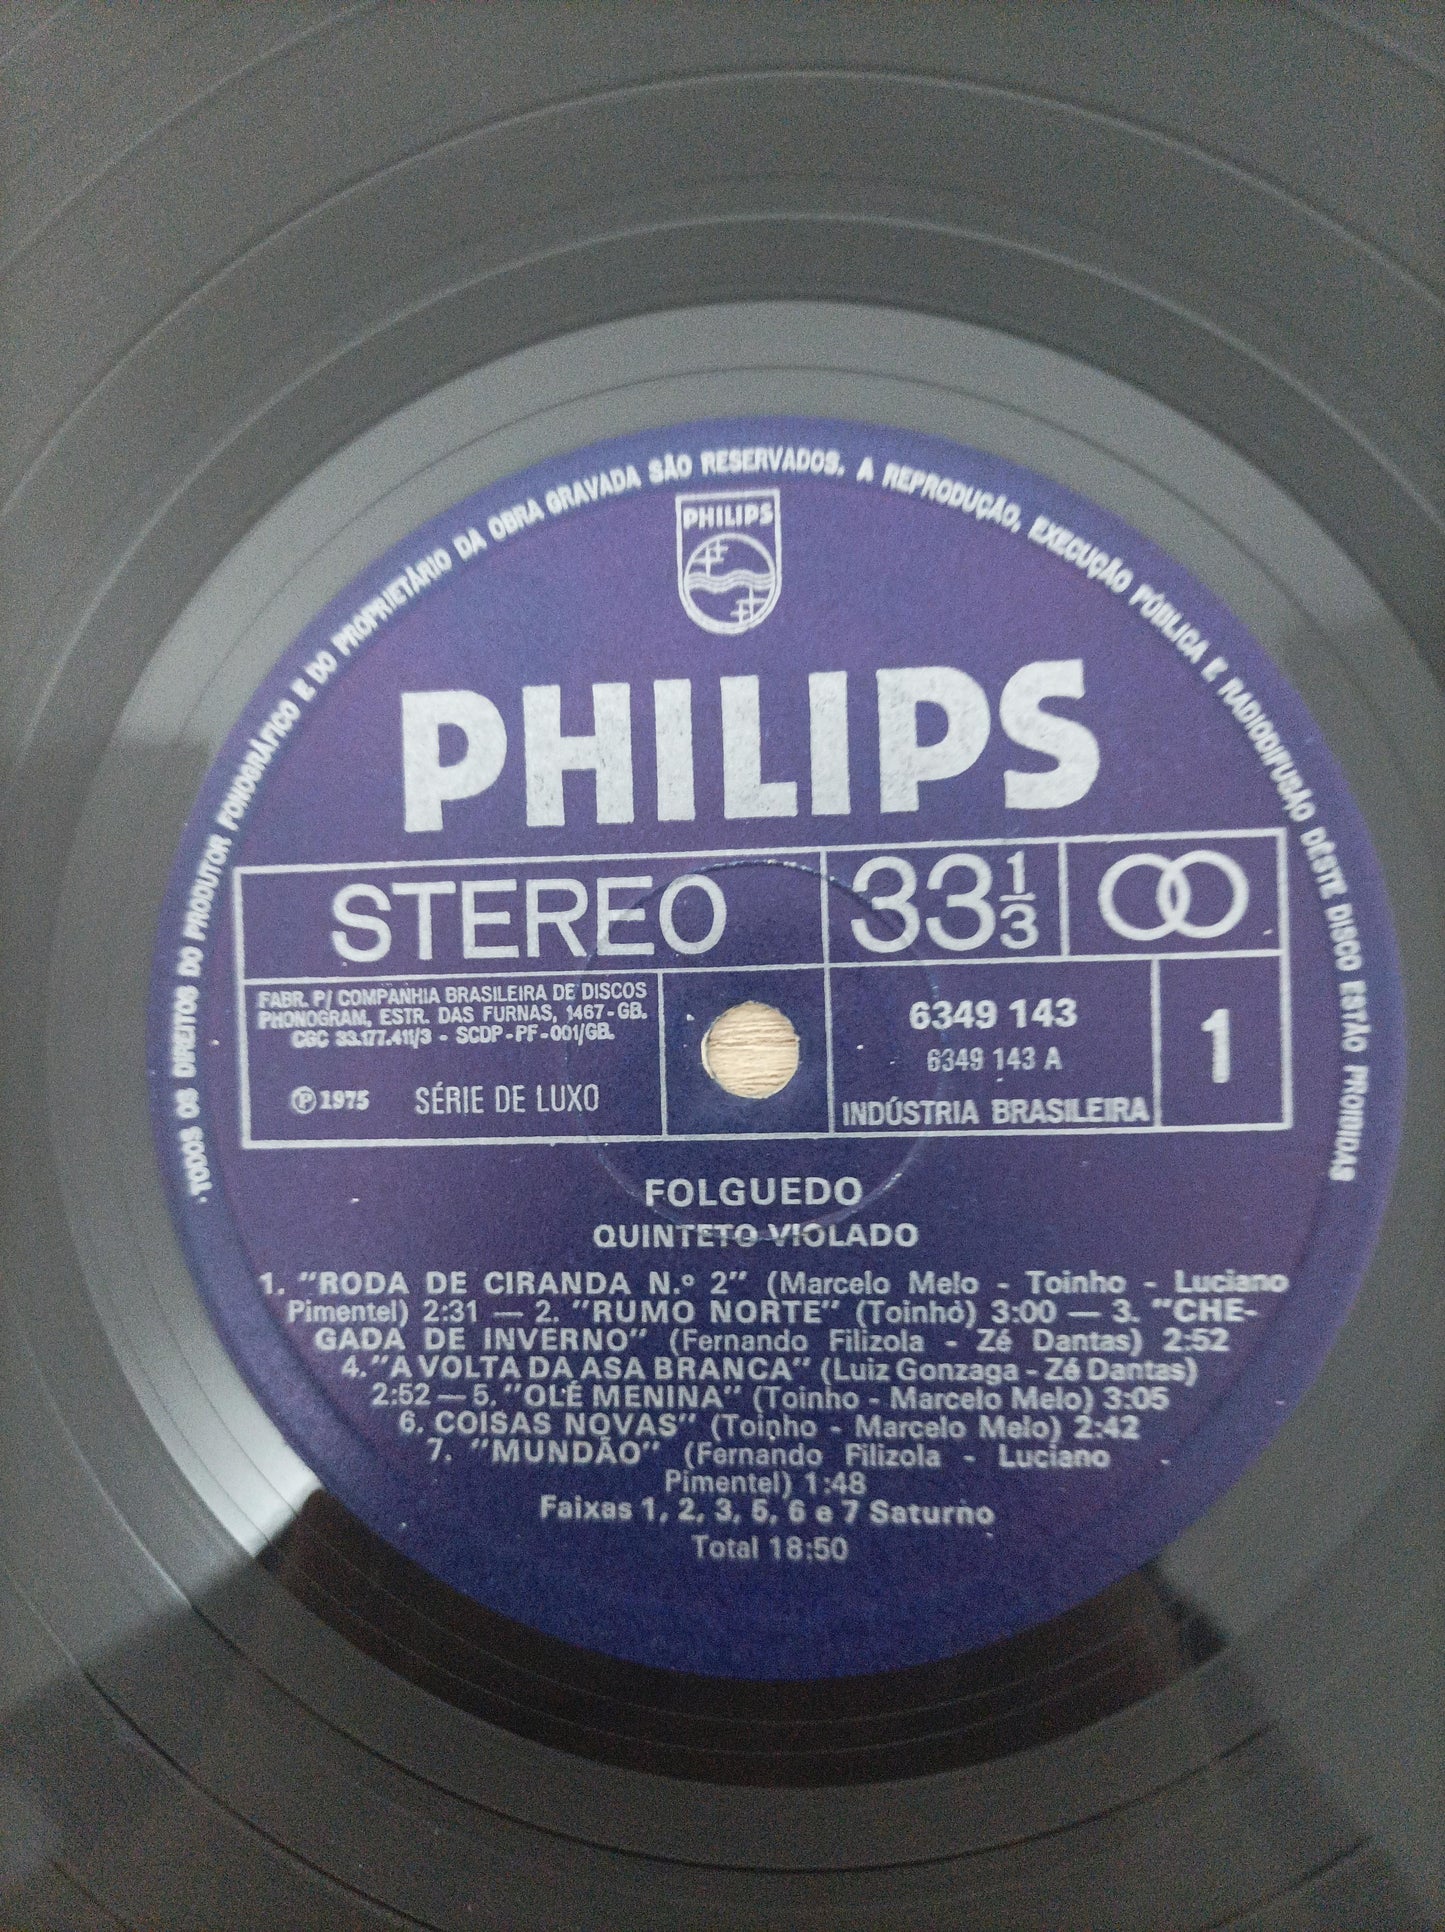 TODOS OS DIREITOS DO PRODUTOR FONOGRÁFICO E DO PROPRIETÁRIO DA OBRA GRAVADA SÃO RESERVADOS. A REPRODUÇÃO, EXECUÇÃO PÚBLICA E RADIODIFUSÃO DÊSTE DISCO ESTÃO PROIBIDAS
PHILIPS
PHILIPS
STEREO
33 1/3
FABR. P/ COMPANHIA BRASILEIRA DE DISCOS
PHONOGRAM, ESTR. DAS FURNAS, 1467-GB.
CGC 33.177.411/3 - SCDP-PF-001/GB.
Ⓟ 1975 SÉRIE DE LUXO
6349 143
6349 143 A
INDÚSTRIA BRASILEIRA
1
FOLGUEDO
QUINTETO VIOLADO
1. "RODA DE CIRANDA N.º 2" (Marcelo Melo - Toinho - Luciano
Pimentel) 2:31 — 2. "RUMO NORTE" (Toinho) 3:00 — 3. "CHE-
GADA DE INVERNO" (Fernando Filizola - Zé Dantas) 2:52
4. "A VOLTA DA ASA BRANCA" (Luiz Gonzaga - Zé Dantas)
2:52 — 5. "OLÊ MENINA" (Toinho - Marcelo Melo) 3:05
6. COISAS NOVAS" (Toinho - Marcelo Melo) 2:42
7. "MUNDÃO" (Fernando Filizola - Luciano
Pimentel) 1:48
Faixas 1, 2, 3, 5, 6 e 7 Saturno
Total 18:50